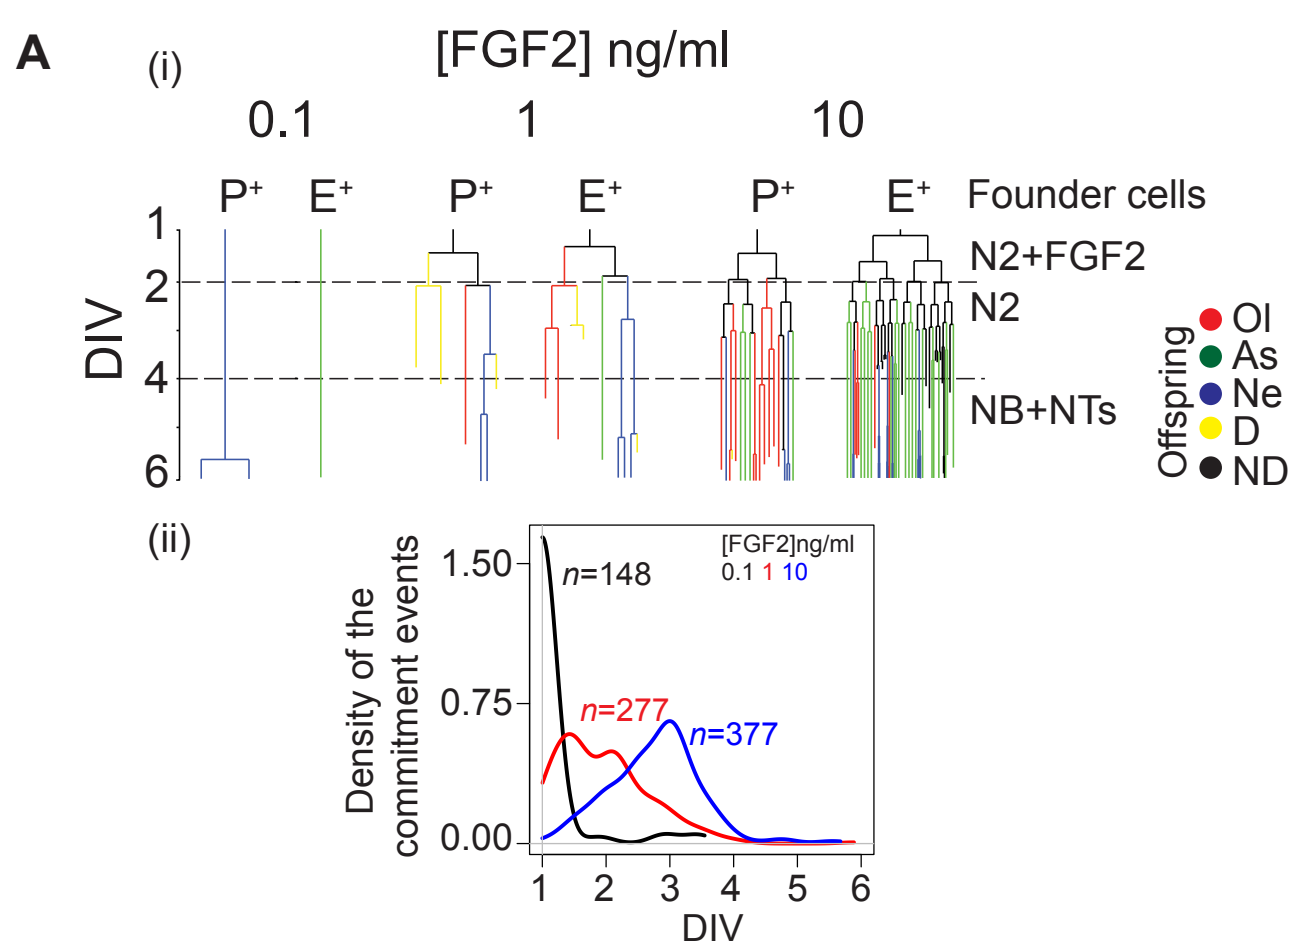 A
(i)
[FGF2] ng/ml
0.1 1 10
P+ E+ P+ E+ P+ E+ Founder cells
DIV
1
2
4
6
N2+FGF2
N2
NB+NTs
Offspring
Ol
As
Ne
D
ND
(ii)
Density of the
commitment events
1.50
0.75
0.00
[FGF2]ng/ml
0.1 1 10
n=148
n=277
n=377
1 2 3 4 5 6
DIV